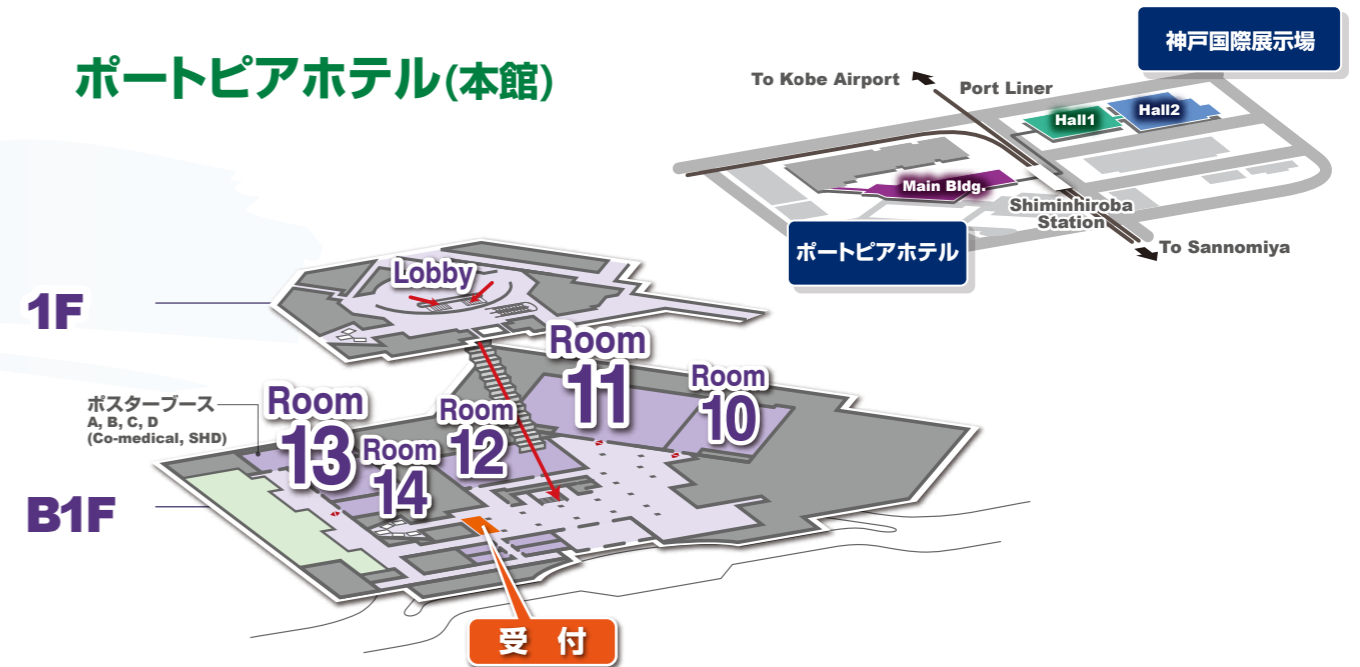 ポートピアホテル(本館)
神戸国際展示場
To Kobe Airport
Port Liner
Hall1
Hall2
Main Bldg.
Shiminhiroba
Station
ポートピアホテル
To Sannomiya
1F
Lobby
Room
11
Room
10
ポスターブース
A, B, C, D
(Co-medical, SHD)
Room
13
Room
12
Room
14
B1F
受 付